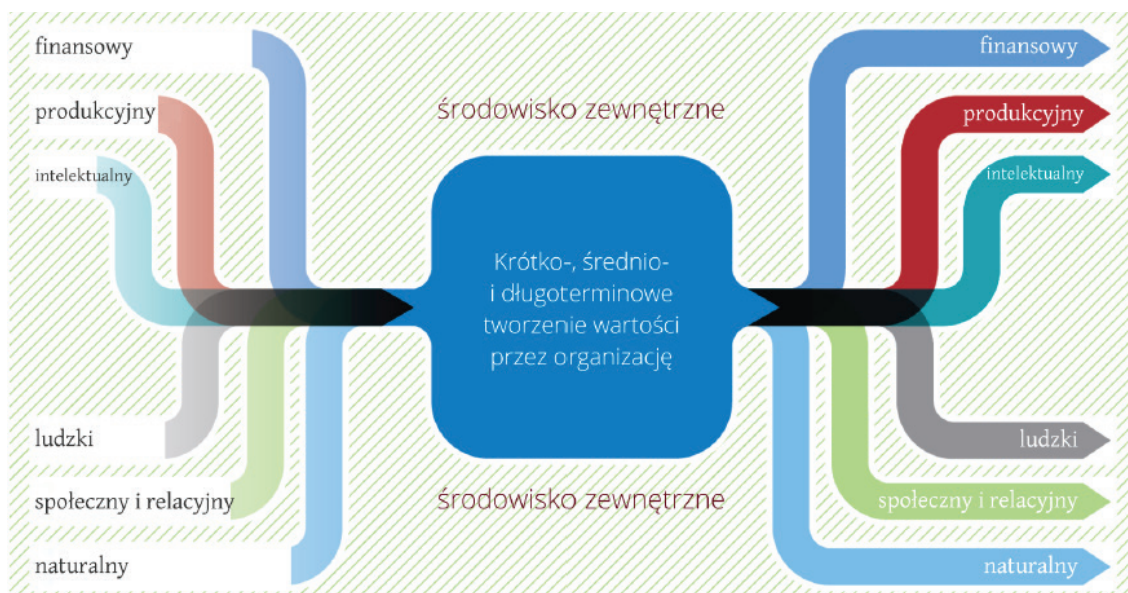 finansowy
produkcyjny
intelektualny
ludzki
społeczny i relacyjny
naturalny
środowisko zewnętrzne
Krótko-, średnio-
i długoterminowe
tworzenie wartości
przez organizację
środowisko zewnętrzne
finansowy
produkcyjny
intelektualny
ludzki
społeczny i relacyjny
naturalny